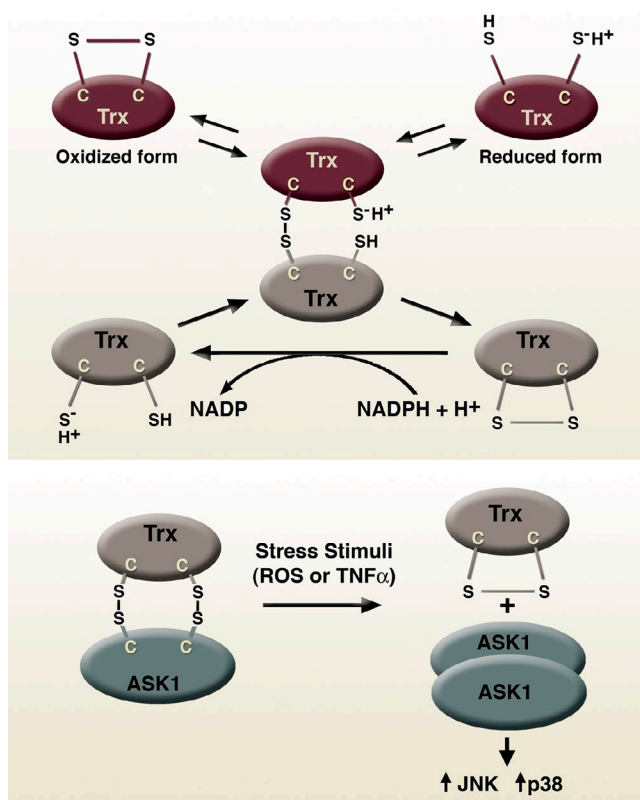 S S
C C
Trx
Oxidized form
H
S S-H+
C C
Trx
Reduced form
Trx
C C
S S-H+
S SH
C C
Trx
Trx
C C
S- SH
H+
NADP NADPH + H+
Trx
C C
S S
Trx
C C
S S
S S
C C
ASK1
Stress Stimuli
(ROS or TNFα)
Trx
C C
S S
+
ASK1
ASK1
JNK p38